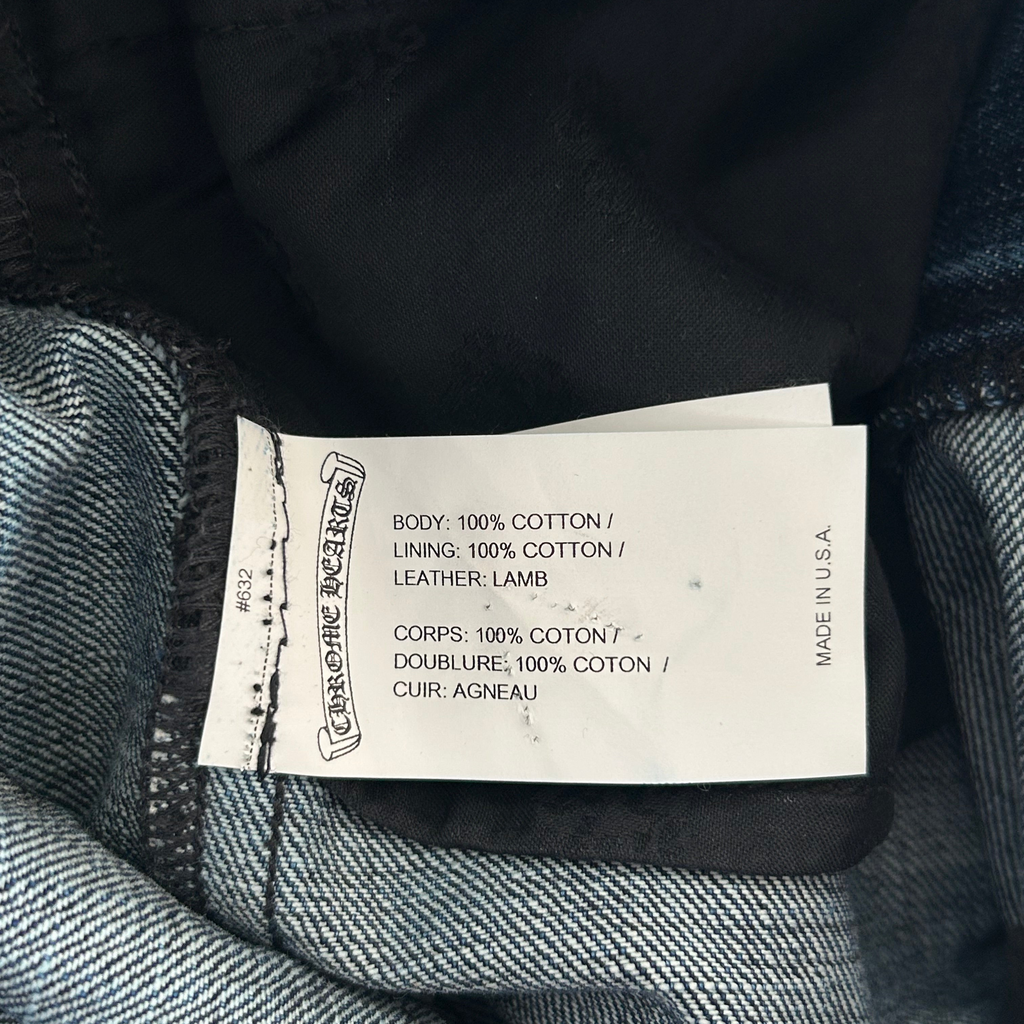 #632
CHROME HEARTS
BODY: 100% COTTON /
LINING: 100% COTTON /
LEATHER: LAMB
CORPS: 100% COTON /
DOUBLURE: 100% COTON /
CUIR: AGNEAU
MADE IN U.S.A.